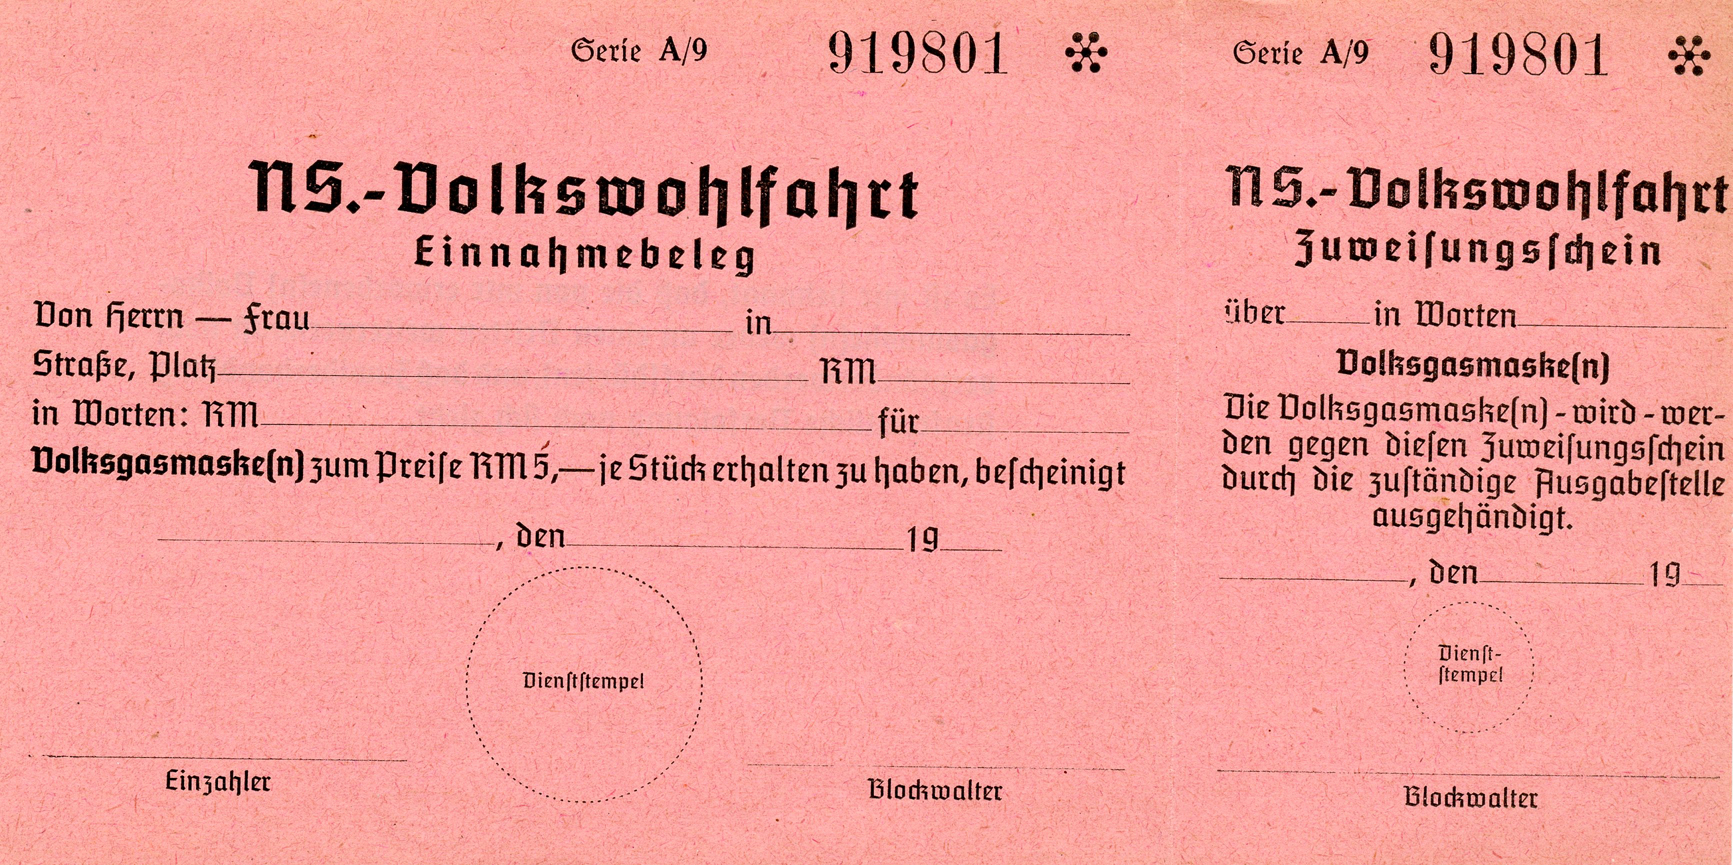 Serie A/9 919801
NS.-Volkswohlfahrt
Einnahmebeleg
Von Herrn — Frau in
Straße, Platz RM
in Worten: RM für
Volksgasmaske(n) zum Preise RM 5,— je Stück erhalten zu haben, bescheinigt
, den 19
Dienststempel
Einzahler
Blockwalter
Serie A/9 919801
NS.-Volkswohlfahrt
Zuweisungsschein
über in Worten
Volksgasmaske(n)
Die Volksgasmaske(n) - wird - wer-
den gegen diesen Zuweisungsschein
durch die zuständige Ausgabestelle
ausgehändigt.
, den 19
Dienst-
stempel
Blockwalter